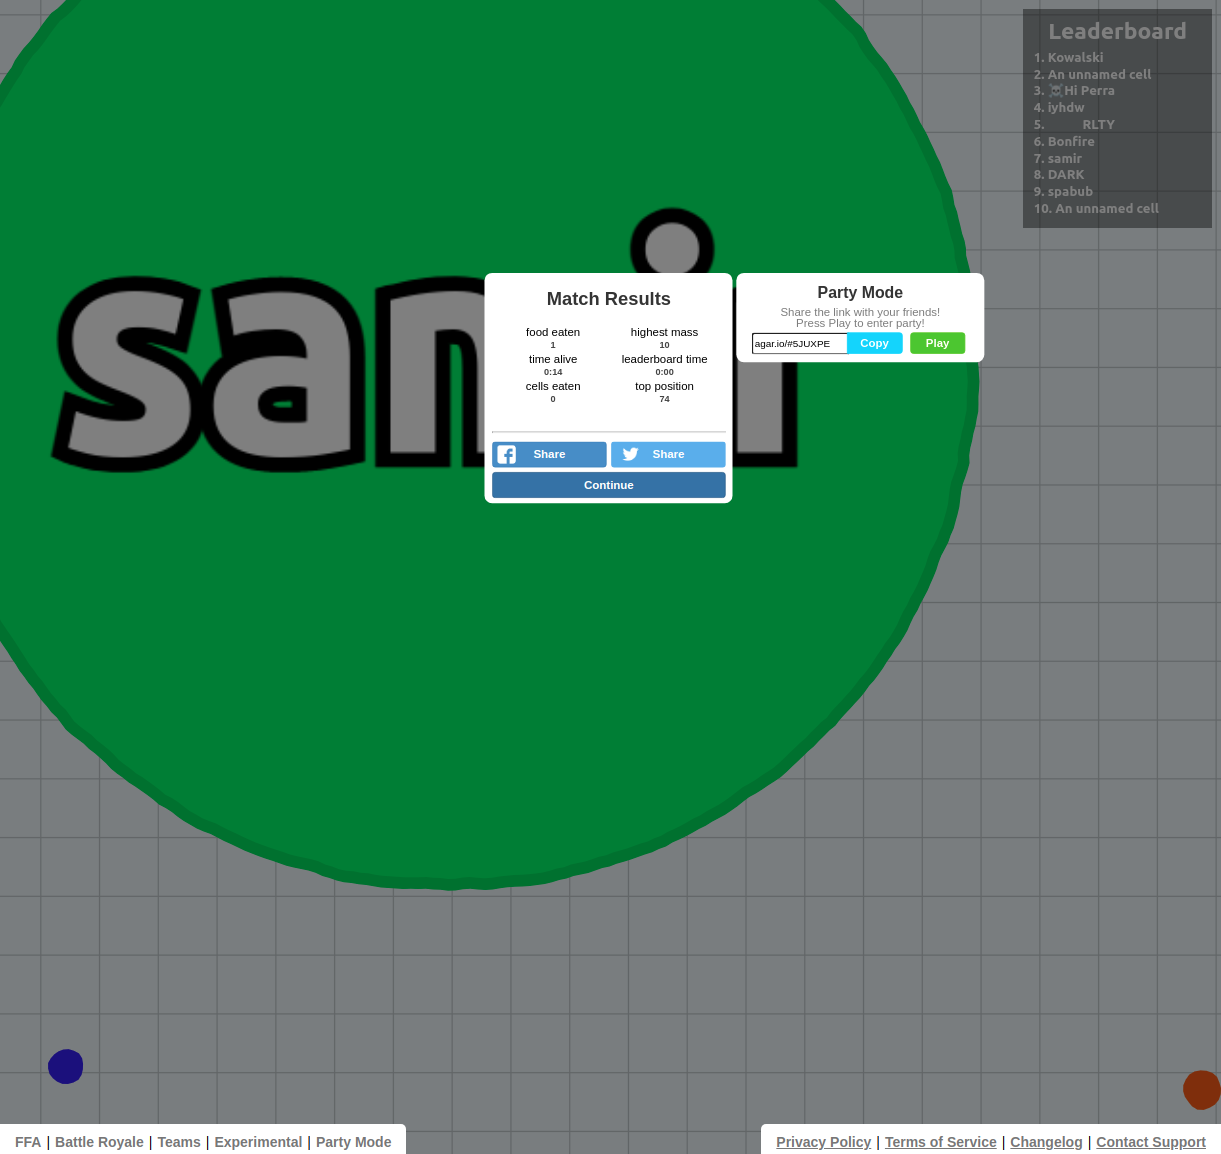 Leaderboard
1. Kowalski
2. An unnamed cell
3. ☠Hi Perra
4. iyhdw
5. RLTY
6. Bonfire
7. samir
8. DARK
9. spabub
10. An unnamed cell
Match Results
food eaten highest mass
1 10
time alive leaderboard time
0:14 0:00
cells eaten top position
0 74
Share Share
Continue
Party Mode
Share the link with your friends!
Press Play to enter party!
agar.io/#5JUXPE Copy Play
FFA | Battle Royale | Teams | Experimental | Party Mode
Privacy Policy | Terms of Service | Changelog | Contact Support